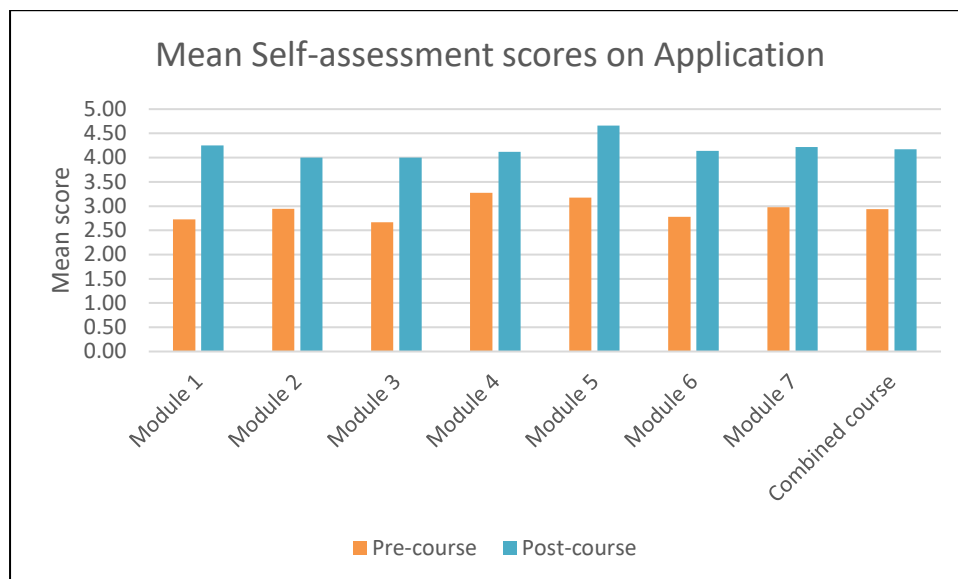 Mean Self-assessment scores on Application
Mean score
5.00
4.50
4.00
3.50
3.00
2.50
2.00
1.50
1.00
0.50
0.00
Module 1
Module 2
Module 3
Module 4
Module 5
Module 6
Module 7
Combined course
Pre-course
Post-course